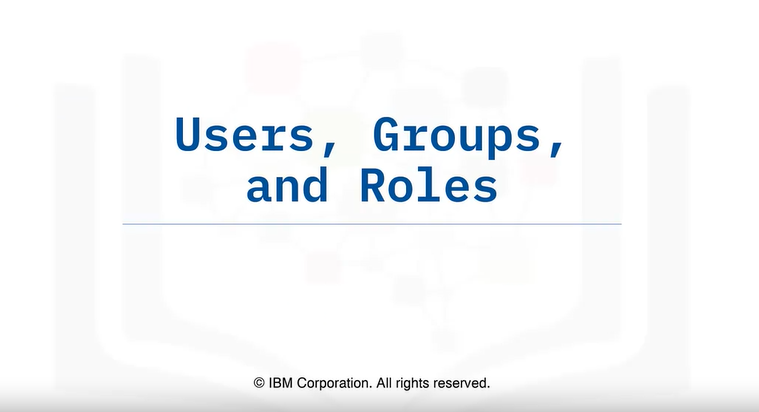 Users, Groups,
and Roles
© IBM Corporation. All rights reserved.